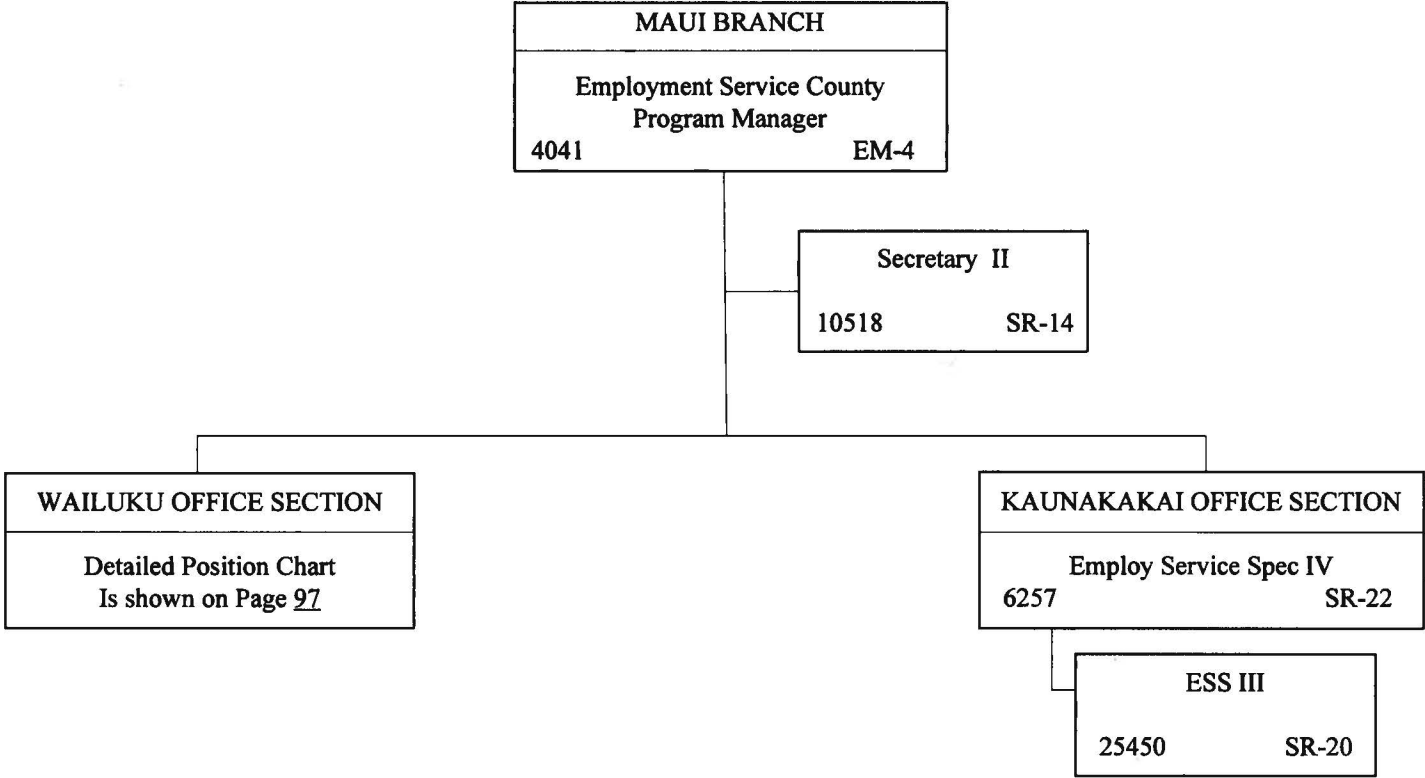 MAUI BRANCH
Employment Service County
Program Manager
4041 EM-4
Secretary II
10518 SR-14
WAILUKU OFFICE SECTION
Detailed Position Chart
Is shown on Page 97
KAUNAKAKAI OFFICE SECTION
Employ Service Spec IV
6257 SR-22
ESS III
25450 SR-20